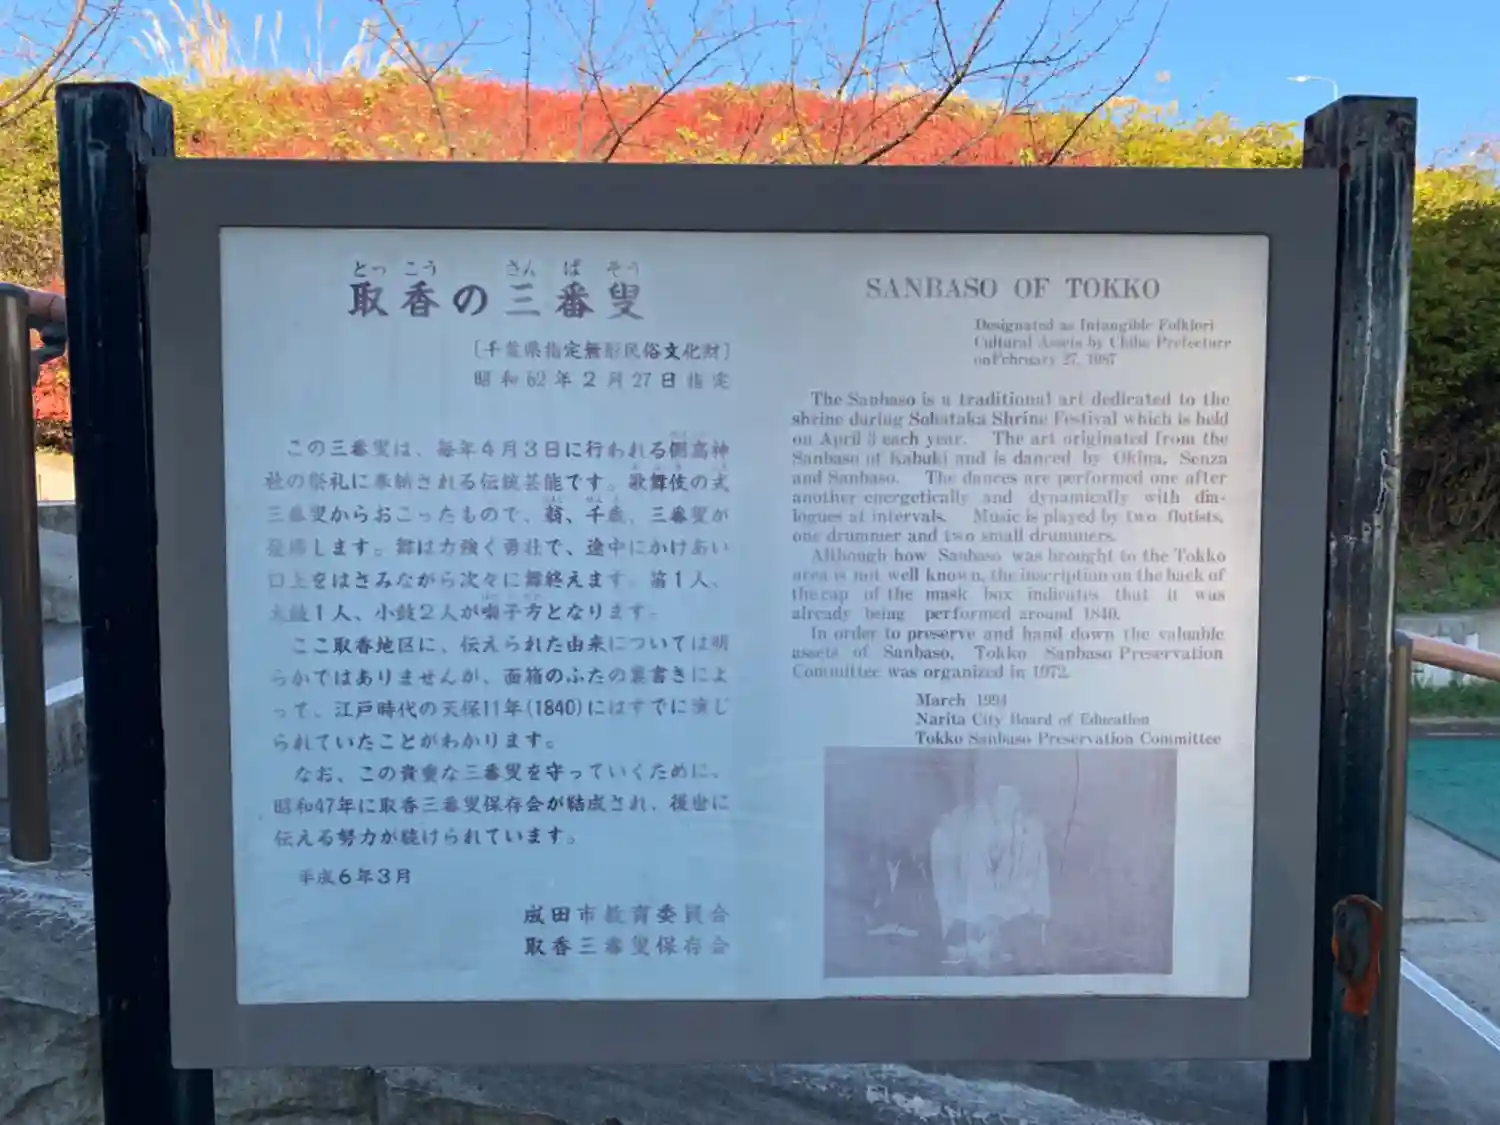 とっこう さんばそう
取香の三番叟
〔千葉県指定無形民俗文化財〕
昭和62年2月27日指定
この三番叟は、毎年4月3日に行われる側高神
社の祭礼に奉納される伝統芸能です。歌舞伎の式
三番叟からおこったもので、翁、千歳、三番叟が
登場します。舞は力強く勇壮で、途中にかけあい
口上をはさみながら次々に舞終えます。笛1人、
太鼓1人、小鼓2人が囃子方となります。
ここ取香地区に、伝えられた由来については明
らかではありませんが、面箱のふたの裏書きによ
って、江戸時代の天保11年(1840)にはすでに演じ
られていたことがわかります。
なお、この貴重な三番叟を守っていくために、
昭和47年に取香三番叟保存会が結成され、後世に
伝える努力が続けられています。
平成6年3月
成田市教育委員会
取香三番叟保存会
SANBASO OF TOKKO
Designated as Intangible Folklori
Cultural Assets by Chiba Prefecture
on February 27, 1987
The Sanbaso is a traditional art dedicated to the
shrine during Sobataka Shrine Festival which is held
on April 3 each year. The art originated from the
Sanbaso of Kabuki and is danced by Okina, Senza
and Sanbaso. The dances are performed one after
another energetically and dynamically with dia-
logues at intervals. Music is played by two flutists,
one drummer and two small drummers.
Although how Sanbaso was brought to the Tokko
area is not well known, the inscription on the back of
the cap of the mask box indicates that it was
already being performed around 1840.
In order to preserve and hand down the valuable
assets of Sanbaso, Tokko Sanbaso Preservation
Committee was organized in 1972.
March 1994
Narita City Board of Education
Tokko Sanbaso Preservation Committee